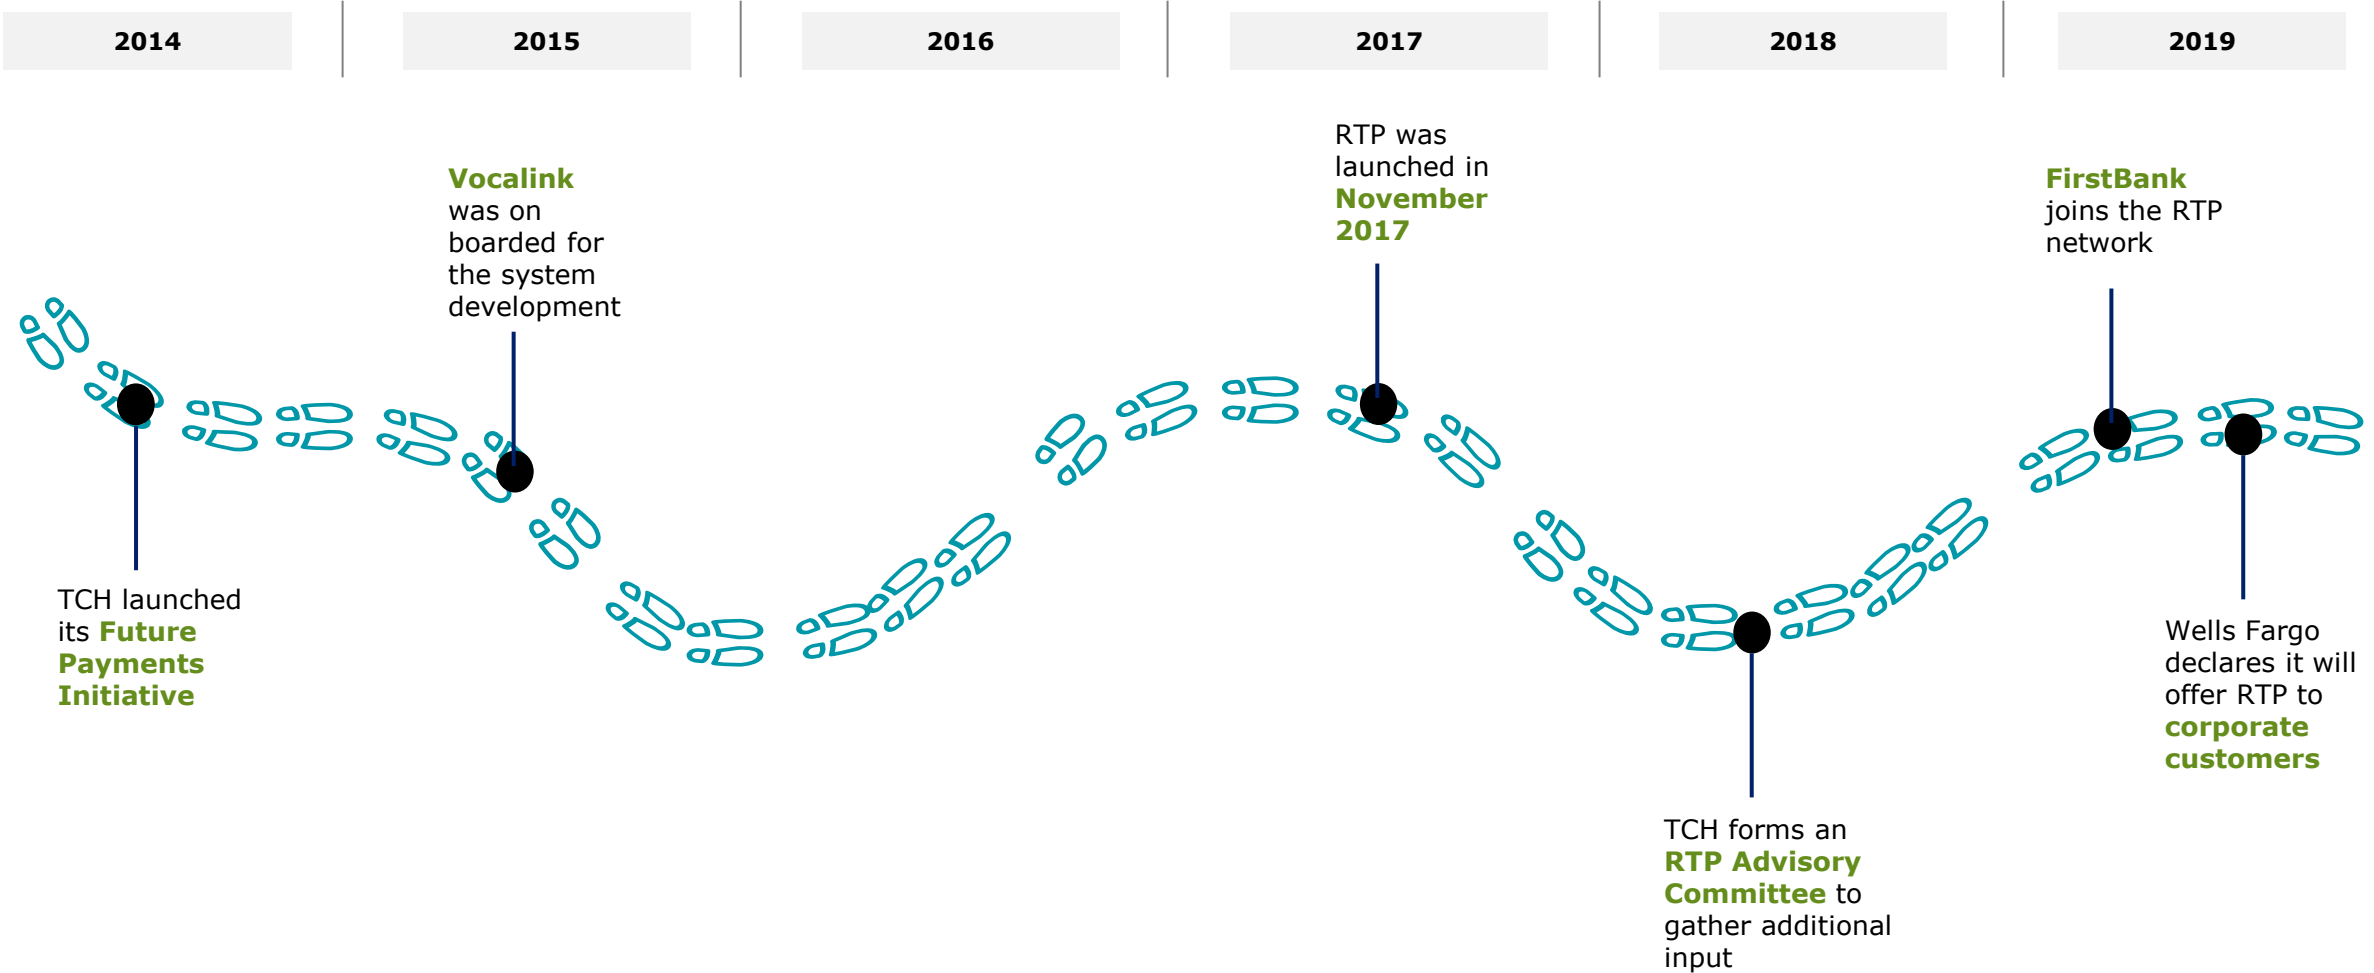 2014
2015
2016
2017
2018
2019
TCH launched
its Future
Payments
Initiative
Vocalink
was on
boarded for
the system
development
RTP was
launched in
November
2017
TCH forms an
RTP Advisory
Committee to
gather additional
input
FirstBank
joins the RTP
network
Wells Fargo
declares it will
offer RTP to
corporate
customers